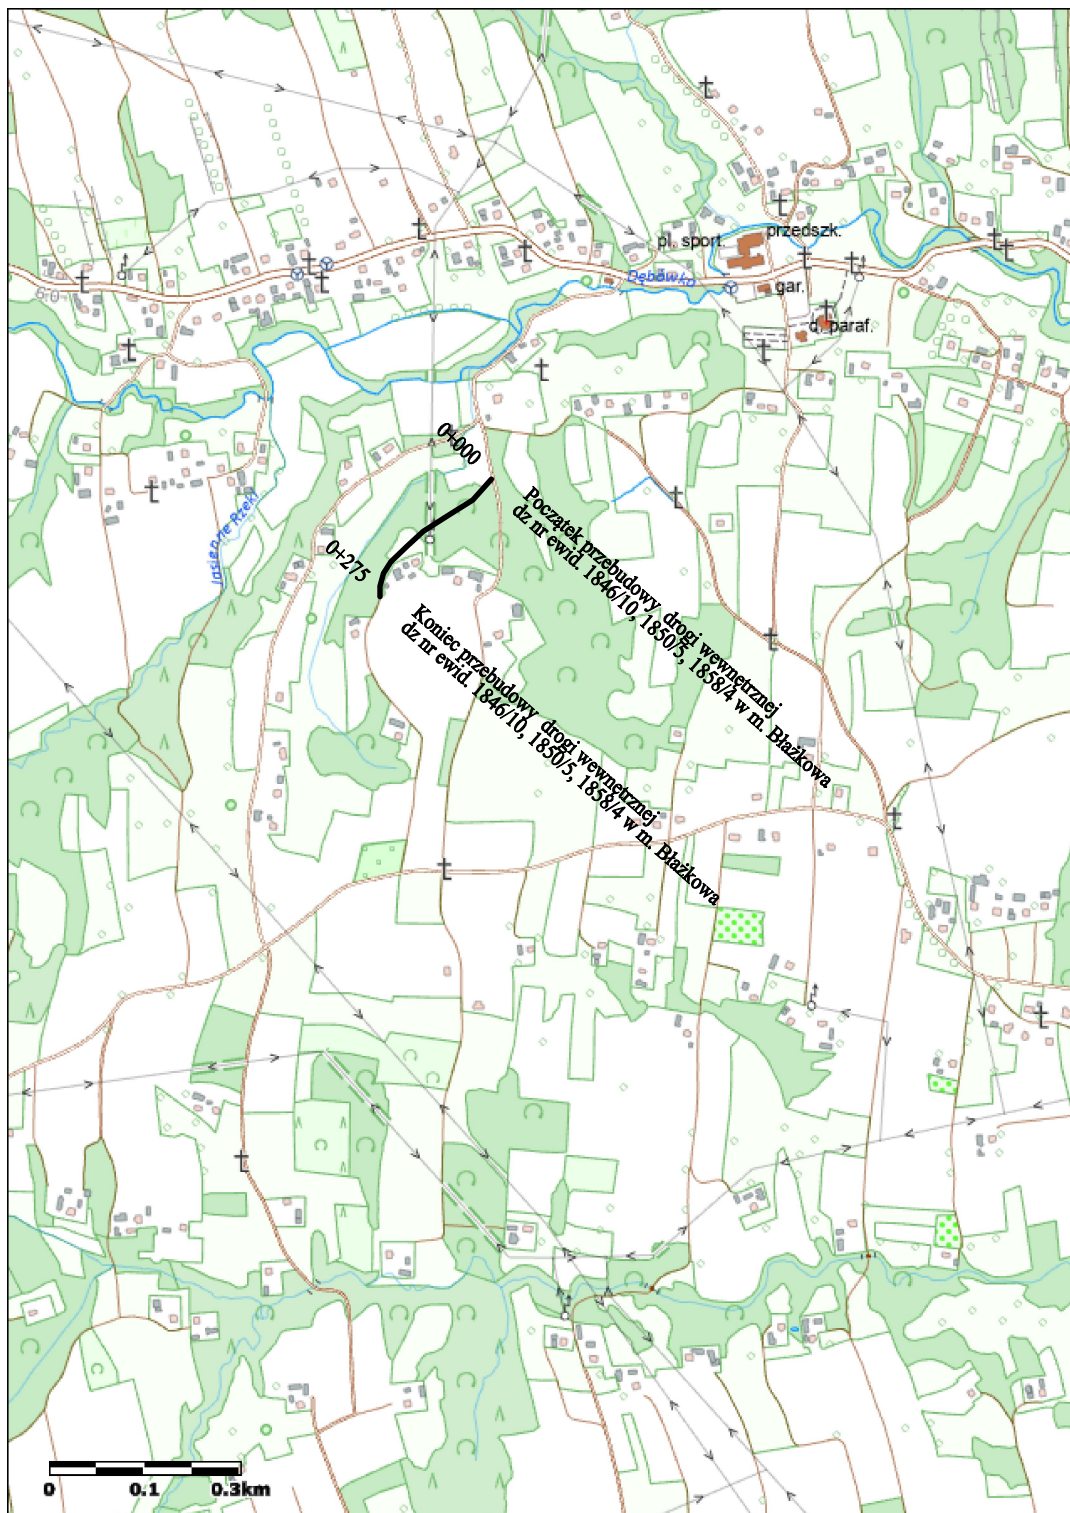 pl. sport.
przedszk.
Dębówka
gar.
d. paraf.
0+000
Jasienne Rzeki
0+275
Początek przebudowy drogi wewnętrznej
dz nr ewid. 1846/10, 1850/5, 1858/4 w m. Błażkowa
Koniec przebudowy drogi wewnętrznej
dz nr ewid. 1846/10, 1850/5, 1858/4 w m. Błażkowa
0 0.1 0.3km